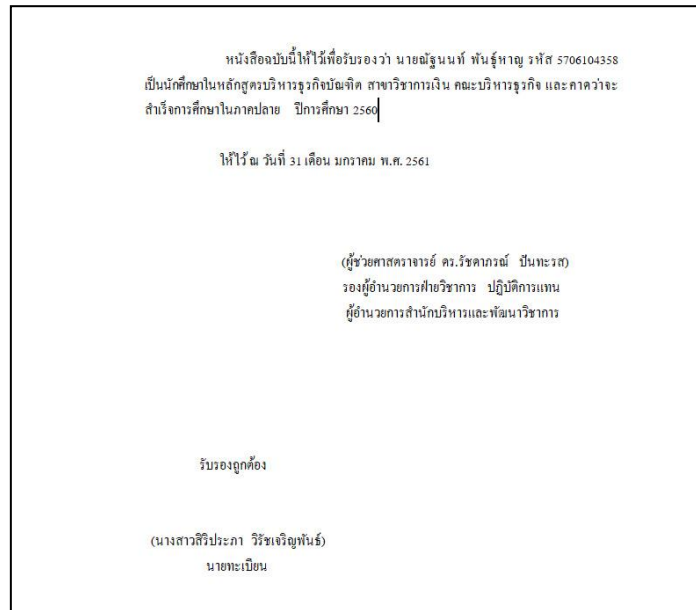 หนังสือฉบับนี้ให้ไว้เพื่อรับรองว่า นายณัฐนนท์ พันธุ์หาญ รหัส 5706104358
เป็นนักศึกษาในหลักสูตรบริหารธุรกิจบัณฑิต สาขาวิชาการเงิน คณะบริหารธุรกิจ และคาดว่าจะ
สำเร็จการศึกษาในภาคปลาย ปีการศึกษา 2560
ให้ไว้ ณ วันที่ 31 เดือน มกราคม พ.ศ. 2561
(ผู้ช่วยศาสตราจารย์ ดร.รัชดาภรณ์ ปันทะรส)
รองผู้อำนวยการฝ่ายวิชาการ ปฏิบัติการแทน
ผู้อำนวยการสำนักบริหารและพัฒนาวิชาการ
รับรองถูกต้อง
(นางสาวสิริประภา วิรัชเจริญพันธ์)
นายทะเบียน